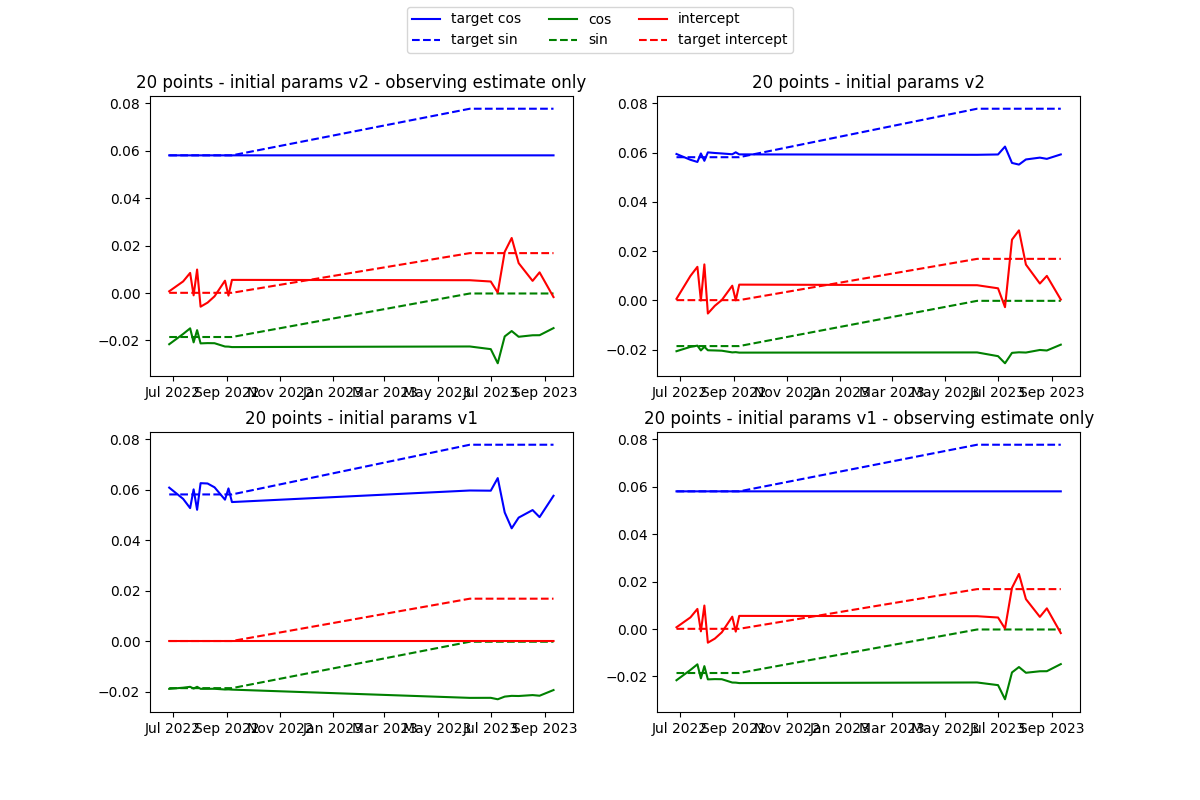 target cos cos intercept
target sin sin target intercept
20 points - initial params v2 - observing estimate only
0.08
0.06
0.04
0.02
0.00
−0.02
Jul 2022 Sep 2022 Nov 2022 Jan 2023 Mar 2023 May 2023 Jul 2023 Sep 2023
20 points - initial params v2
0.08
0.06
0.04
0.02
0.00
−0.02
Jul 2022 Sep 2022 Nov 2022 Jan 2023 Mar 2023 May 2023 Jul 2023 Sep 2023
20 points - initial params v1
0.08
0.06
0.04
0.02
0.00
−0.02
Jul 2022 Sep 2022 Nov 2022 Jan 2023 Mar 2023 May 2023 Jul 2023 Sep 2023
20 points - initial params v1 - observing estimate only
0.08
0.06
0.04
0.02
0.00
−0.02
Jul 2022 Sep 2022 Nov 2022 Jan 2023 Mar 2023 May 2023 Jul 2023 Sep 2023